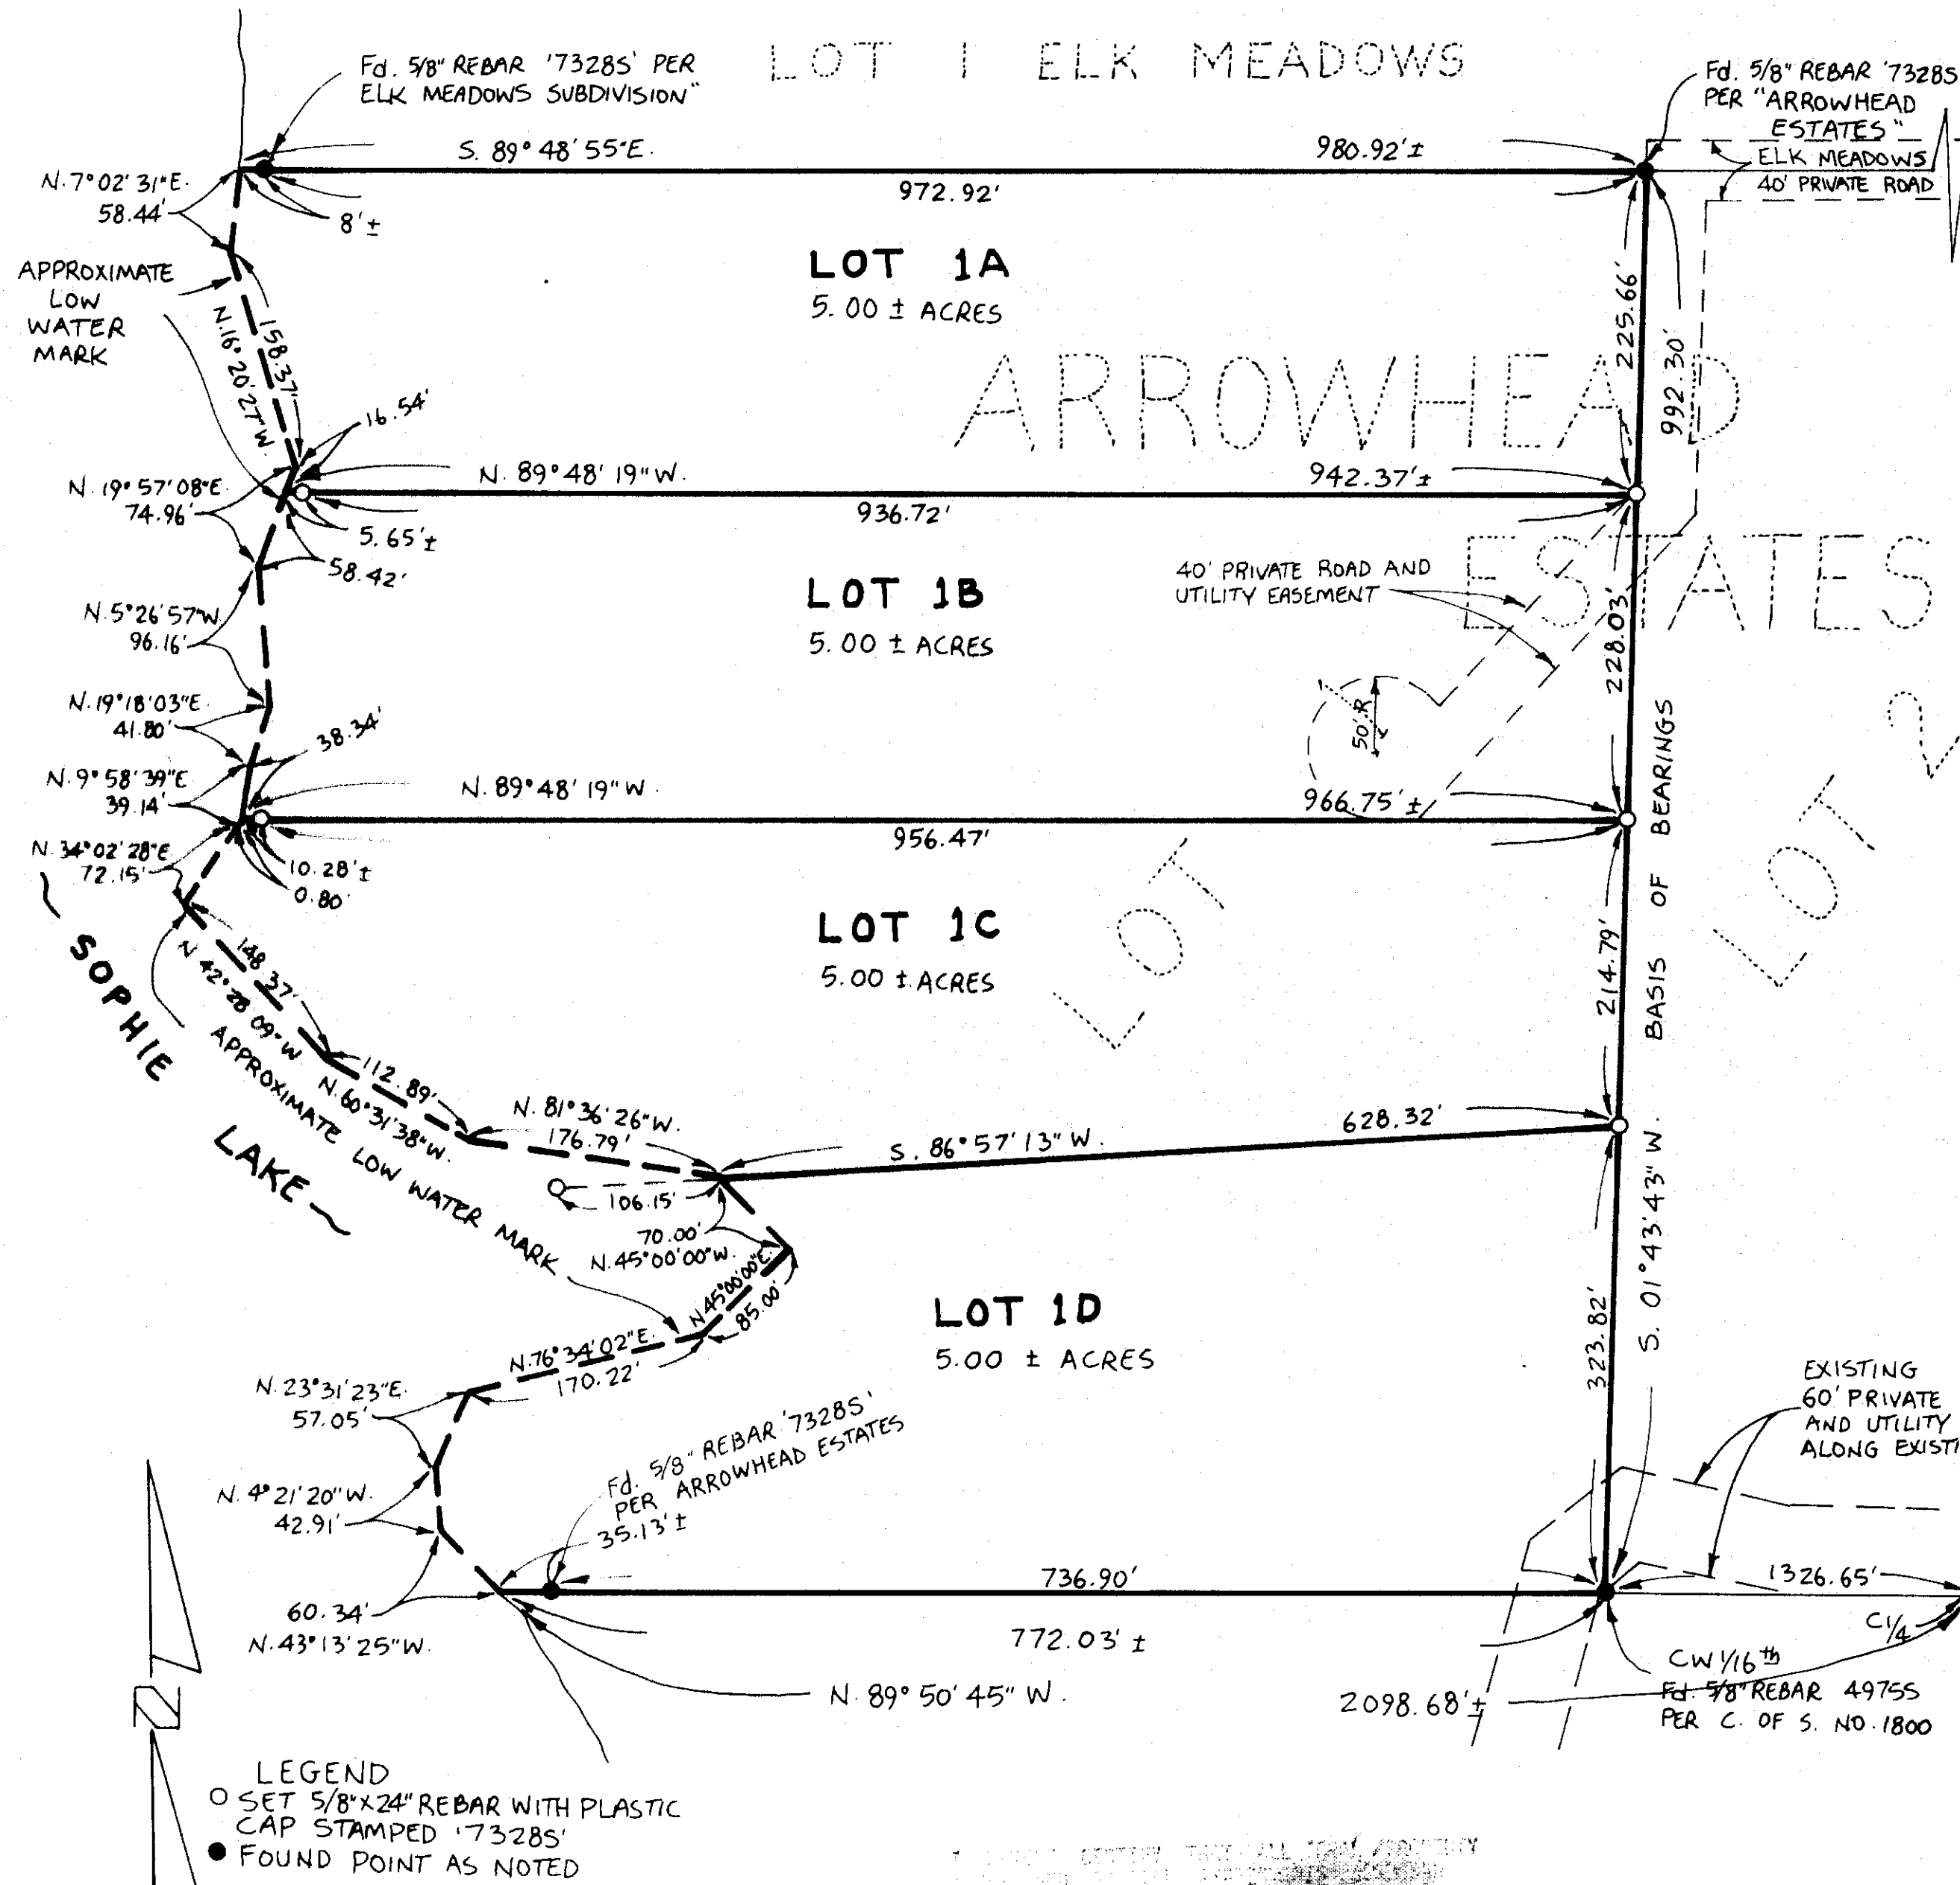 LOT 1 ELK MEADOWS
Fd. 5/8" REBAR '7328S' PER
ELK MEADOWS SUBDIVISION"
Fd. 5/8" REBAR '7328S
PER "ARROWHEAD
ESTATES"
ELK MEADOWS
40' PRIVATE ROAD
S. 89°48'55"E.
980.92'±
972.92'
N.7°02'31"E.
58.44'
8'±
APPROXIMATE
LOW
WATER
MARK
LOT 1A
5.00 ± ACRES
158.37'
N.16°20'27"W.
225.66'
992.30'
ARROWHEAD
16.54'
N. 89°48'19"W.
942.37'±
936.72'
N.19°57'08"E.
74.96'
5.65'±
58.42'
ESTATES
40' PRIVATE ROAD AND
UTILITY EASEMENT
LOT 1B
5.00 ± ACRES
N.5°26'57"W.
96.16'
228.03'
N.19°18'03"E.
41.80'
38.34'
50'R
LOT 2
N.9°58'39"E.
39.14'
N.89°48'19"W.
966.75'±
956.47'
N.34°02'28"E.
72.15'
10.28'±
0.80'
LOT
LOT 1C
5.00 ± ACRES
214.79'
BASIS OF BEARINGS
S. 01°43'43"W.
~ SOPHIE
LAKE ~
148.37'
N 42°28'09"W
112.89'
N.60°31'38"W.
APPROXIMATE LOW WATER MARK
N.81°36'26"W.
176.79'
S. 86°57'13"W.
628.32'
106.15'
70.00'
N.45°00'00"W.
N 45°00'00"E.
85.00'
LOT 1D
5.00 ± ACRES
323.82'
N.76°34'02"E.
170.22'
N.23°31'23"E.
57.05'
Fd. 5/8" REBAR '7328S'
PER ARROWHEAD ESTATES
35.13'±
EXISTING
60' PRIVATE
AND UTILITY
ALONG EXISTI
N.4°21'20"W.
42.91'
736.90'
1326.65'
60.34'
N.43°13'25"W.
772.03'±
C1/4
N. 89°50'45"W.
2098.68'±
CW 1/16th
Fd. 5/8" REBAR 4975S
PER C. OF S. NO.1800
N
LEGEND
○ SET 5/8"X24" REBAR WITH PLASTIC
CAP STAMPED '7328S'
● FOUND POINT AS NOTED